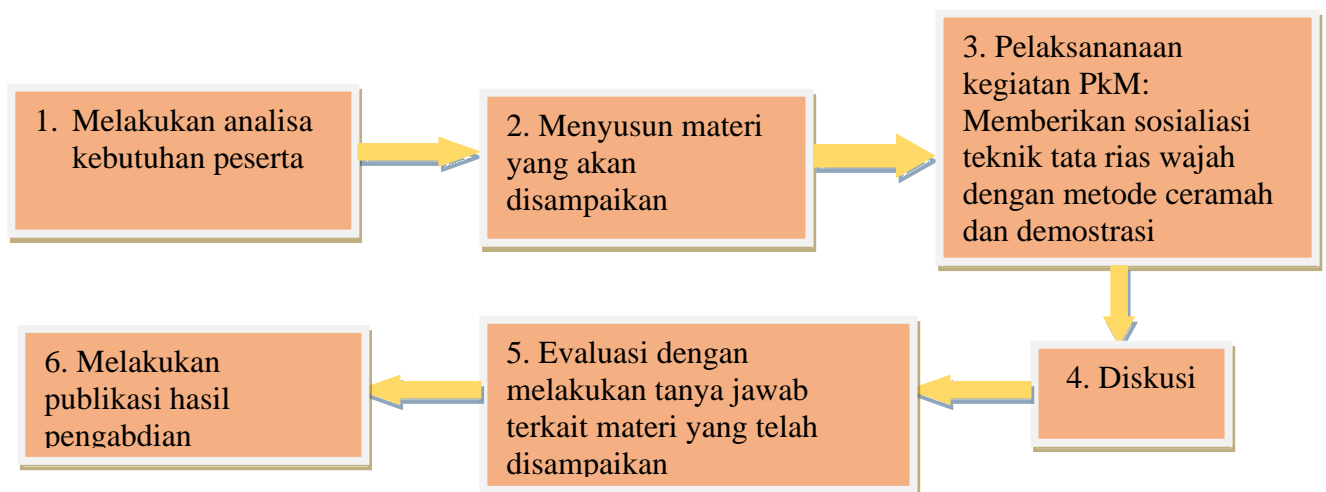 1. Melakukan analisa
kebutuhan peserta
2. Menyusun materi
yang akan
disampaikan
3. Pelaksananaan
kegiatan PkM:
Memberikan sosialiasi
teknik tata rias wajah
dengan metode ceramah
dan demostrasi
4. Diskusi
5. Evaluasi dengan
melakukan tanya jawab
terkait materi yang telah
disampaikan
6. Melakukan
publikasi hasil
pengabdian